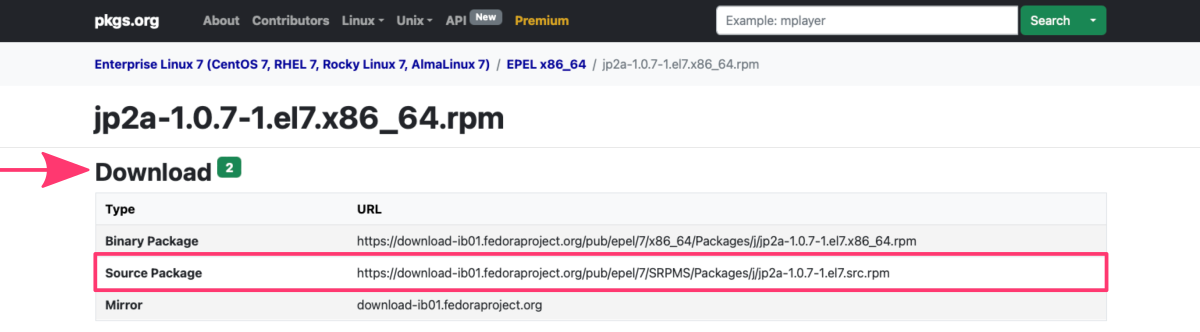 pkgs.org About Contributors Linux Unix API New Premium Example: mplayer Search
Enterprise Linux 7 (CentOS 7, RHEL 7, Rocky Linux 7, AlmaLinux 7) / EPEL x86_64 / jp2a-1.0.7-1.el7.x86_64.rpm
jp2a-1.0.7-1.el7.x86_64.rpm
Download 2
Type URL
Binary Package https://download-ib01.fedoraproject.org/pub/epel/7/x86_64/Packages/j/jp2a-1.0.7-1.el7.x86_64.rpm
Source Package https://download-ib01.fedoraproject.org/pub/epel/7/SRPMS/Packages/j/jp2a-1.0.7-1.el7.src.rpm
Mirror download-ib01.fedoraproject.org